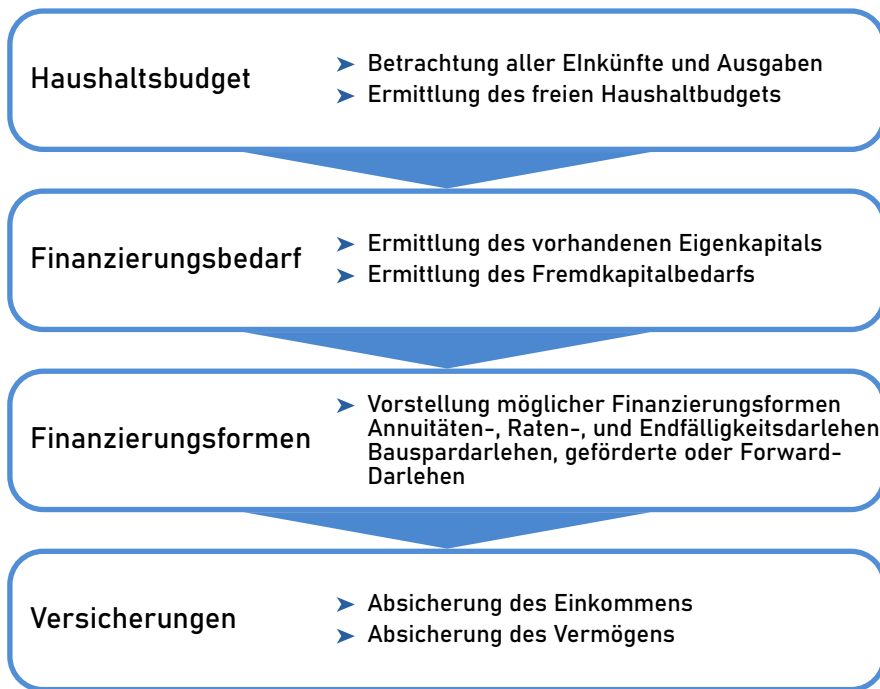 Haushaltsbudget
➤ Betrachtung aller EInkünfte und Ausgaben
➤ Ermittlung des freien Haushaltbudgets
Finanzierungsbedarf
➤ Ermittlung des vorhandenen Eigenkapitals
➤ Ermittlung des Fremdkapitalbedarfs
Finanzierungsformen
➤ Vorstellung möglicher Finanzierungsformen
Annuitäten-, Raten-, und Endfälligkeitsdarlehen
Bauspardarlehen, geförderte oder Forward-
Darlehen
Versicherungen
➤ Absicherung des Einkommens
➤ Absicherung des Vermögens